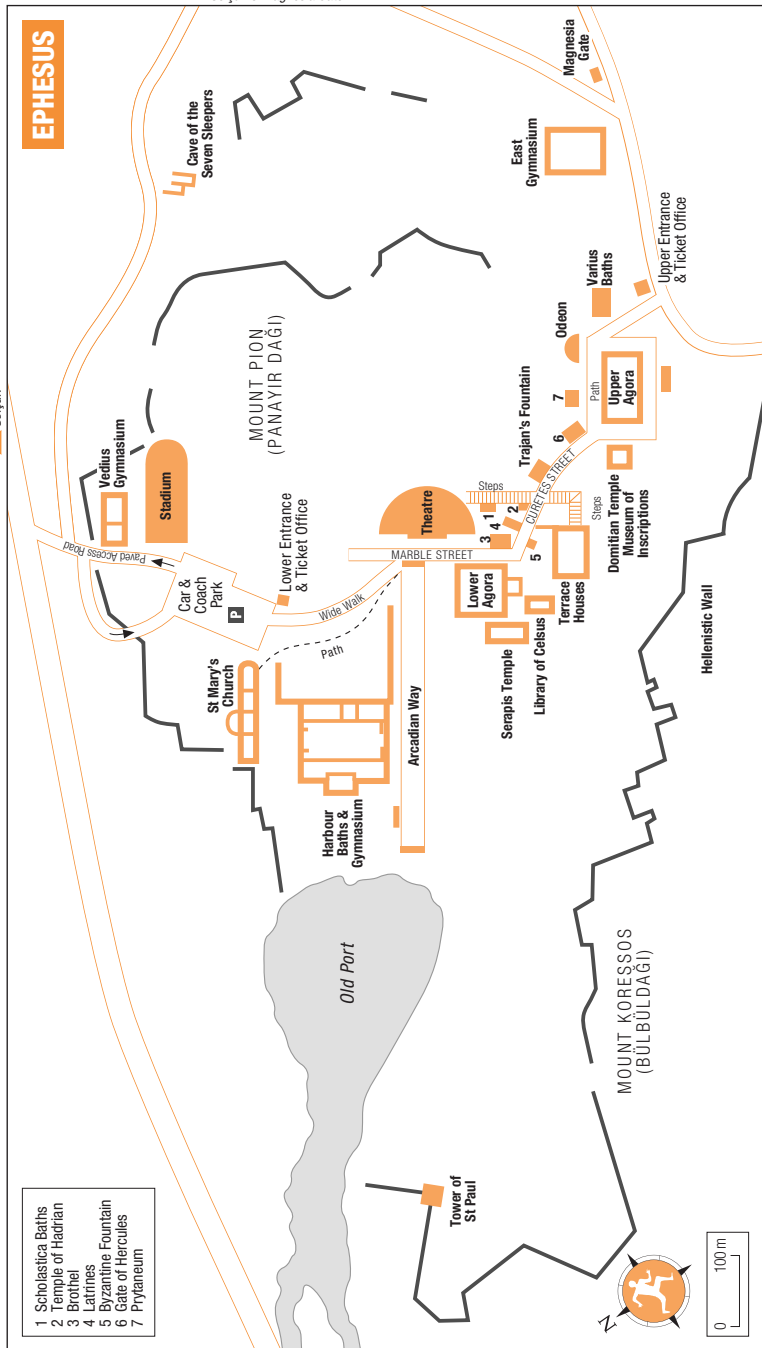 EPHESUS
Magnesia
Gate
Cave of the
Seven Sleepers
East
Gymnasium
Upper Entrance
& Ticket Office
Varius
Baths
Odeon
MOUNT PION
(PANAYIR DAĞI)
Vedius
Gymnasium
Stadium
Trajan's Fountain
7
Path
Upper
Agora
6
Steps
CURETES STREET
Theatre
1
2
4
3
5
Steps
Domitian Temple
Museum of
Inscriptions
Paved Access Road
Car &
Coach
Park
P
Lower Entrance
& Ticket Office
MARBLE STREET
Wide Walk
Path
Lower
Agora
Terrace
Houses
Library of Celsus
Serapis Temple
Hellenistic Wall
St Mary's
Church
Arcadian Way
Harbour
Baths &
Gymnasium
Old Port
MOUNT KORESSOS
(BÜLBÜLDAĞI)
Tower of
St Paul
1 Scholastica Baths
2 Temple of Hadrian
3 Brothel
4 Latrines
5 Byzantine Fountain
6 Gate of Hercules
7 Prytaneum
N
0 100 m